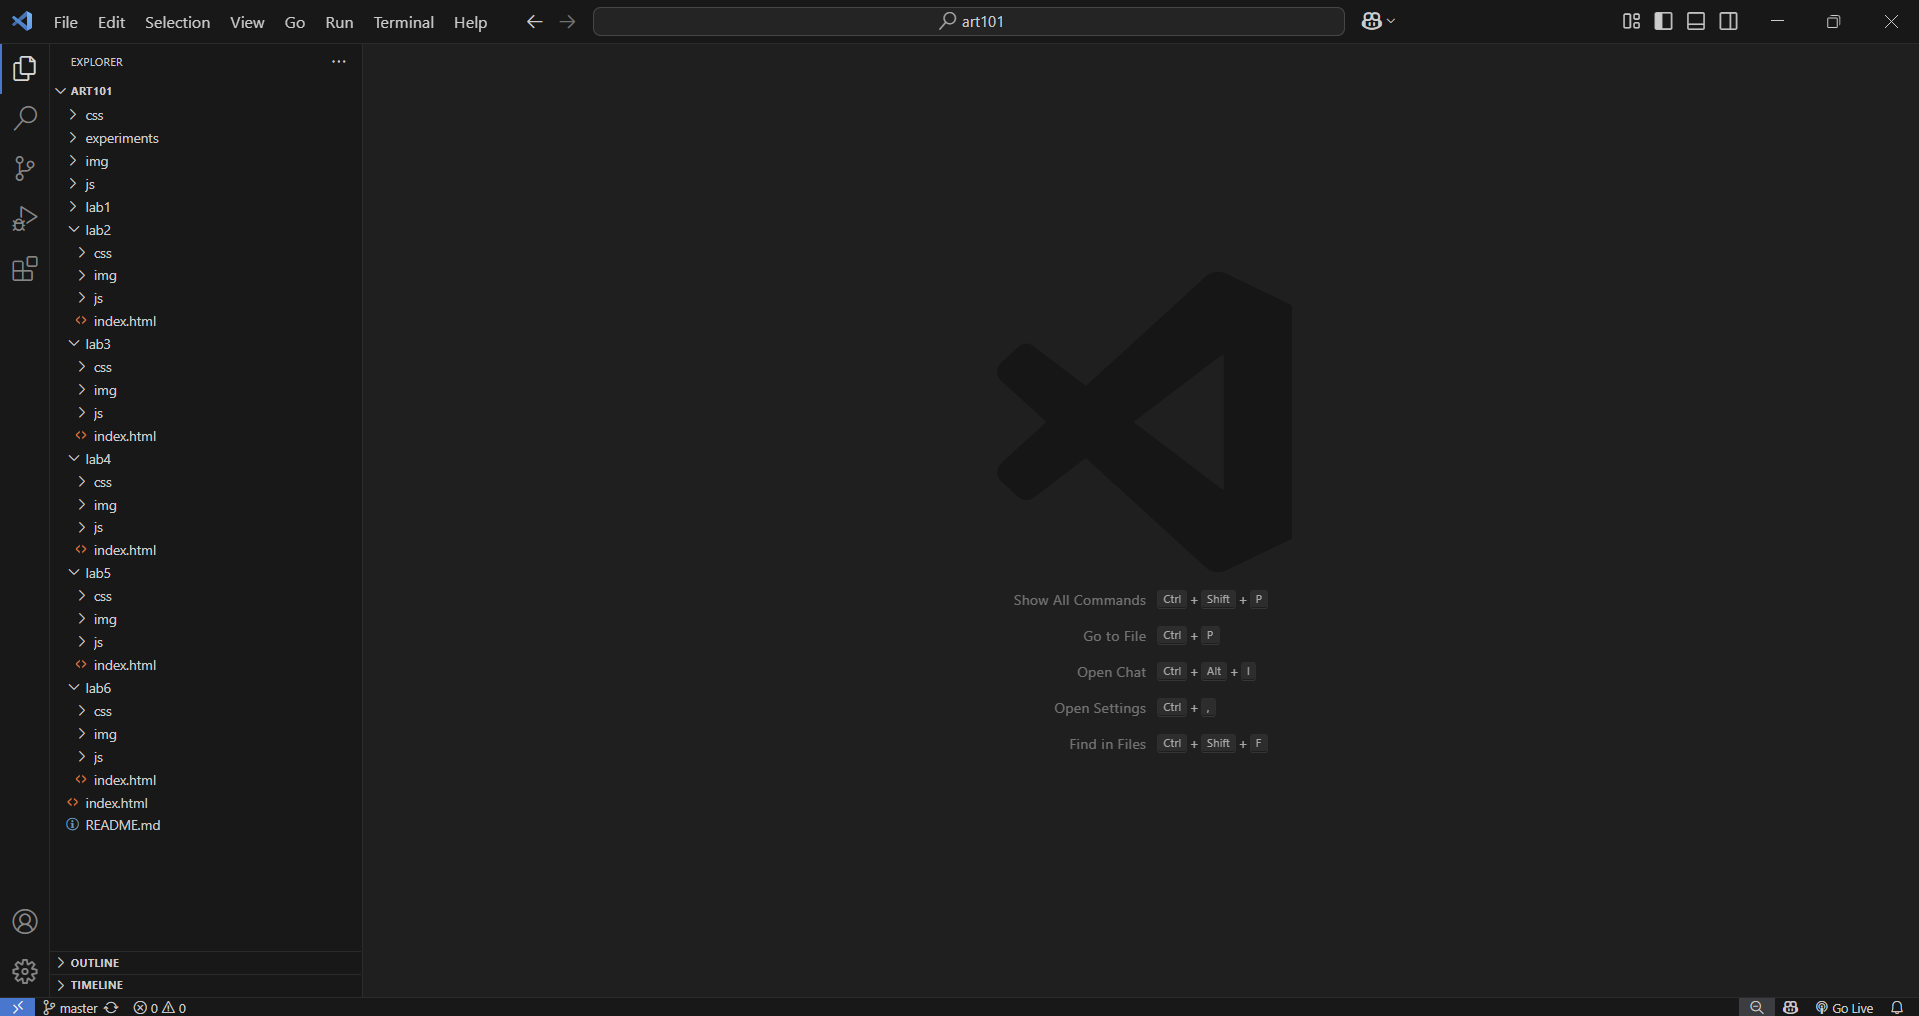 File Edit Selection View Go Run Terminal Help
art101
EXPLORER
ART101
css
experiments
img
js
lab1
lab2
css
img
js
index.html
lab3
css
img
js
index.html
lab4
css
img
js
index.html
lab5
css
img
js
index.html
lab6
css
img
js
index.html
index.html
README.md
Show All Commands Ctrl + Shift + P
Go to File Ctrl + P
Open Chat Ctrl + Alt + I
Open Settings Ctrl + ,
Find in Files Ctrl + Shift + F
OUTLINE
TIMELINE
master 0 0 Go Live